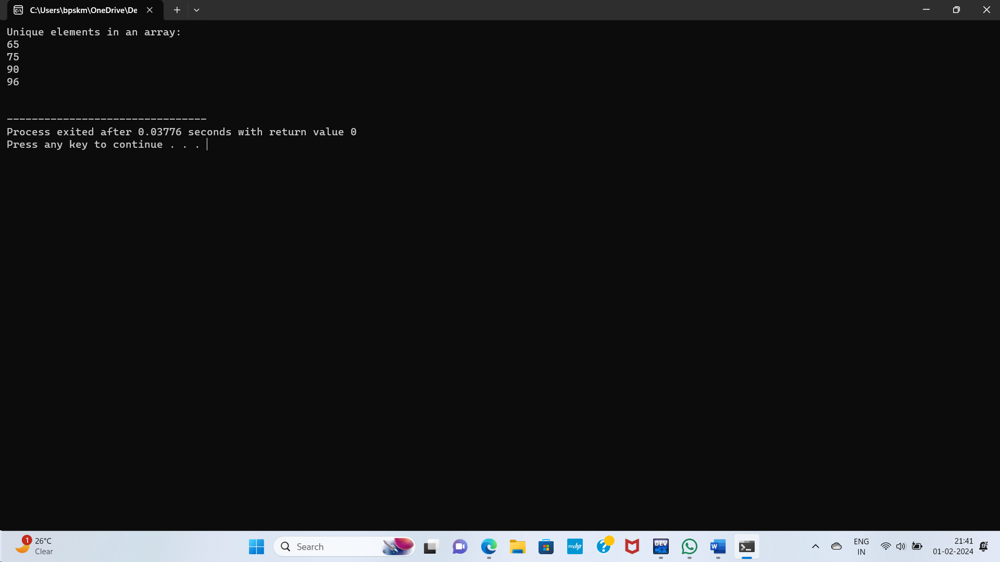 C:\Users\bpskm\OneDrive\De
Unique elements in an array:
65
75
90
96
--------------------------------
Process exited after 0.03776 seconds with return value 0
Press any key to continue . . .
1
26°C
Clear
Search
myhp
?
DEV
C++
W
ENG
IN
21:41
01-02-2024